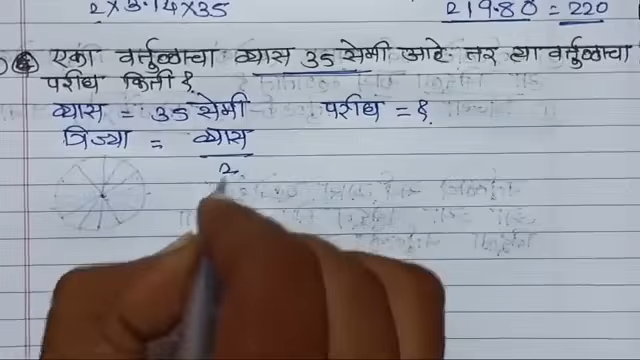 2 × 3.14 × 35 219.80 = 220
एका वर्तुळाचा व्यास 35 सेमी आहे तर त्या वर्तुळाचा
परीघ किती ?
व्यास = 35 सेमी परीघ = ?
त्रिज्या = व्यास
2